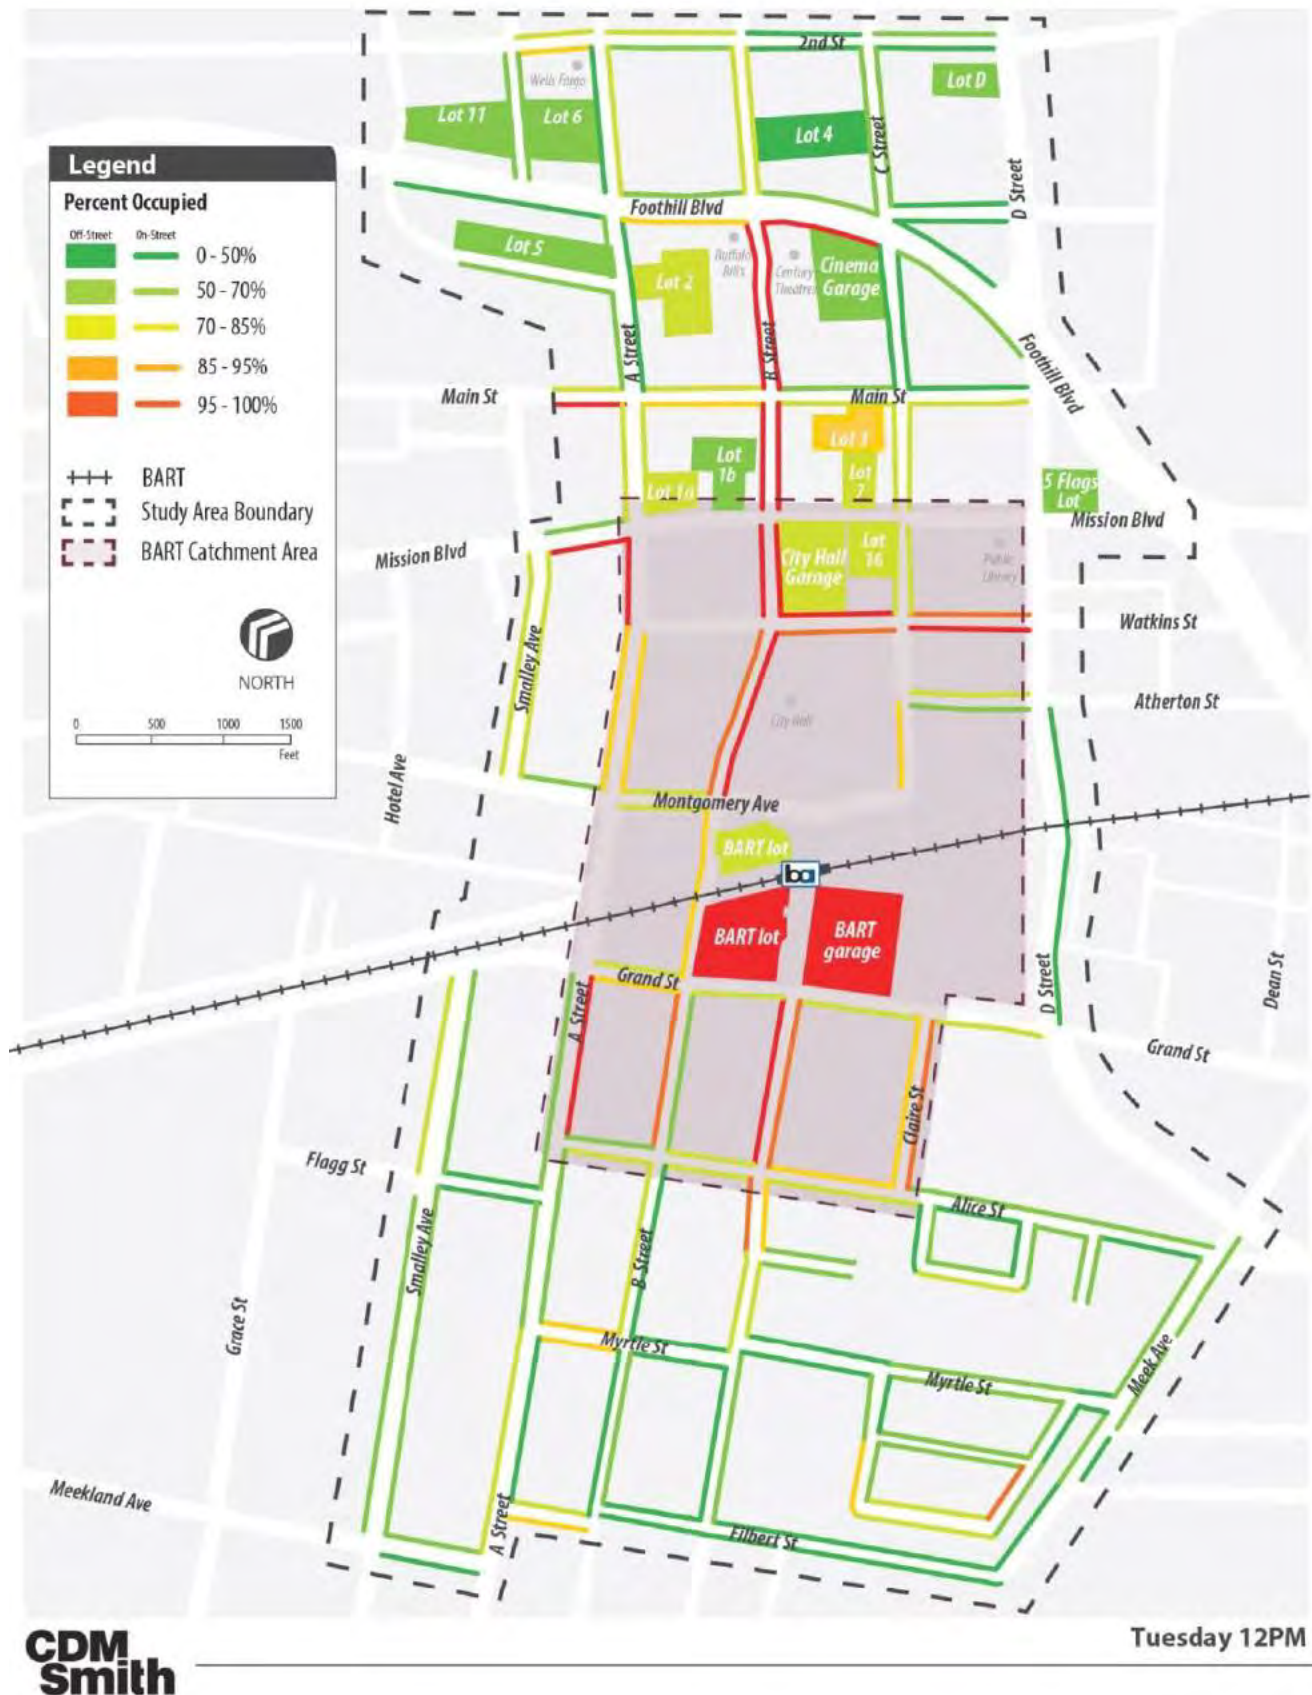 2nd St
Wells Fargo
Lot D
Lot 11
Lot 6
Lot 4
C Street
D Street
Legend
Percent Occupied
Off-Street
On-Street
0 - 50%
50 - 70%
70 - 85%
85 - 95%
95 - 100%
BART
Study Area Boundary
BART Catchment Area
NORTH
0 500 1000 1500
Feet
Foothill Blvd
Lot 5
Buffalo
Bill's
Century
Theatres
Cinema
Garage
Lot 2
A Street
B Street
Foothill Blvd
Main St
Main St
Lot 3
Lot
1b
Lot 1a
Lot
7
5 Flags
Lot
Mission Blvd
Mission Blvd
City Hall
Garage
Lot
16
Public
Library
Watkins St
Smalley Ave
Atherton St
City Hall
Hotel Ave
Montgomery Ave
BART lot
ba
BART lot
BART
garage
Grand St
A Street
D Street
Dean St
Grand St
Claire St
Flagg St
Alice St
Smalley Ave
B Street
Grace St
Myrtle St
Myrtle St
Meek Ave
Meekland Ave
A Street
Filbert St
Tuesday 12PM
CDM
Smith